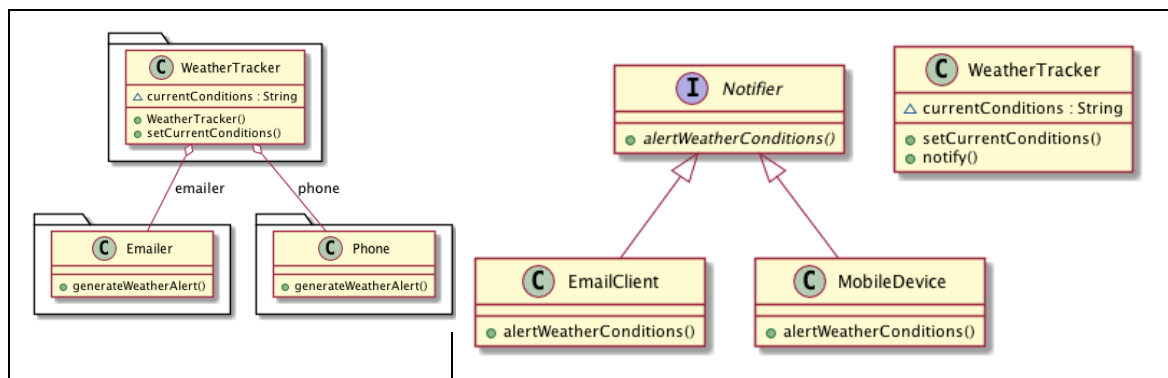 C WeatherTracker
currentConditions : String
WeatherTracker()
setCurrentConditions()
emailer
phone
C Emailer
generateWeatherAlert()
C Phone
generateWeatherAlert()
I Notifier
alertWeatherConditions()
C WeatherTracker
currentConditions : String
setCurrentConditions()
notify()
C EmailClient
alertWeatherConditions()
C MobileDevice
alertWeatherConditions()